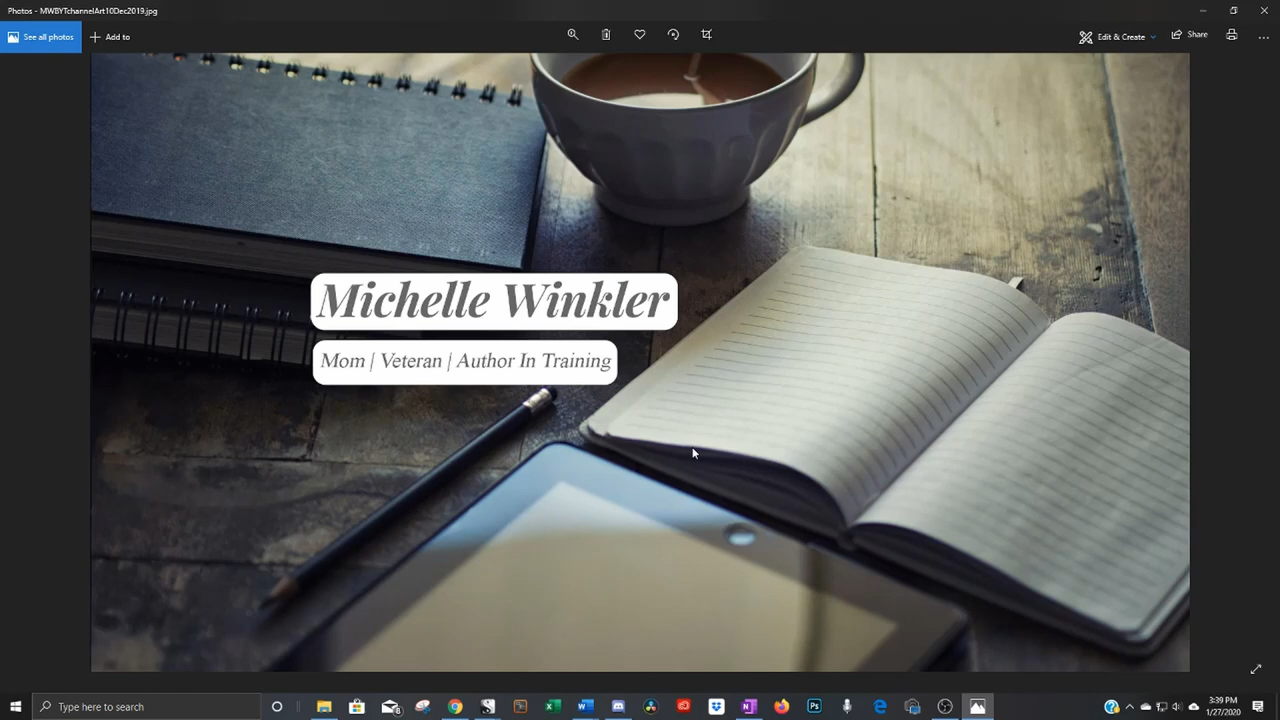 Photos - MWBYTchannelArt10Dec2019.jpg
See all photos
Add to
Edit & Create
Share
Michelle Winkler
Mom | Veteran | Author In Training
Type here to search
3:39 PM
1/27/2020